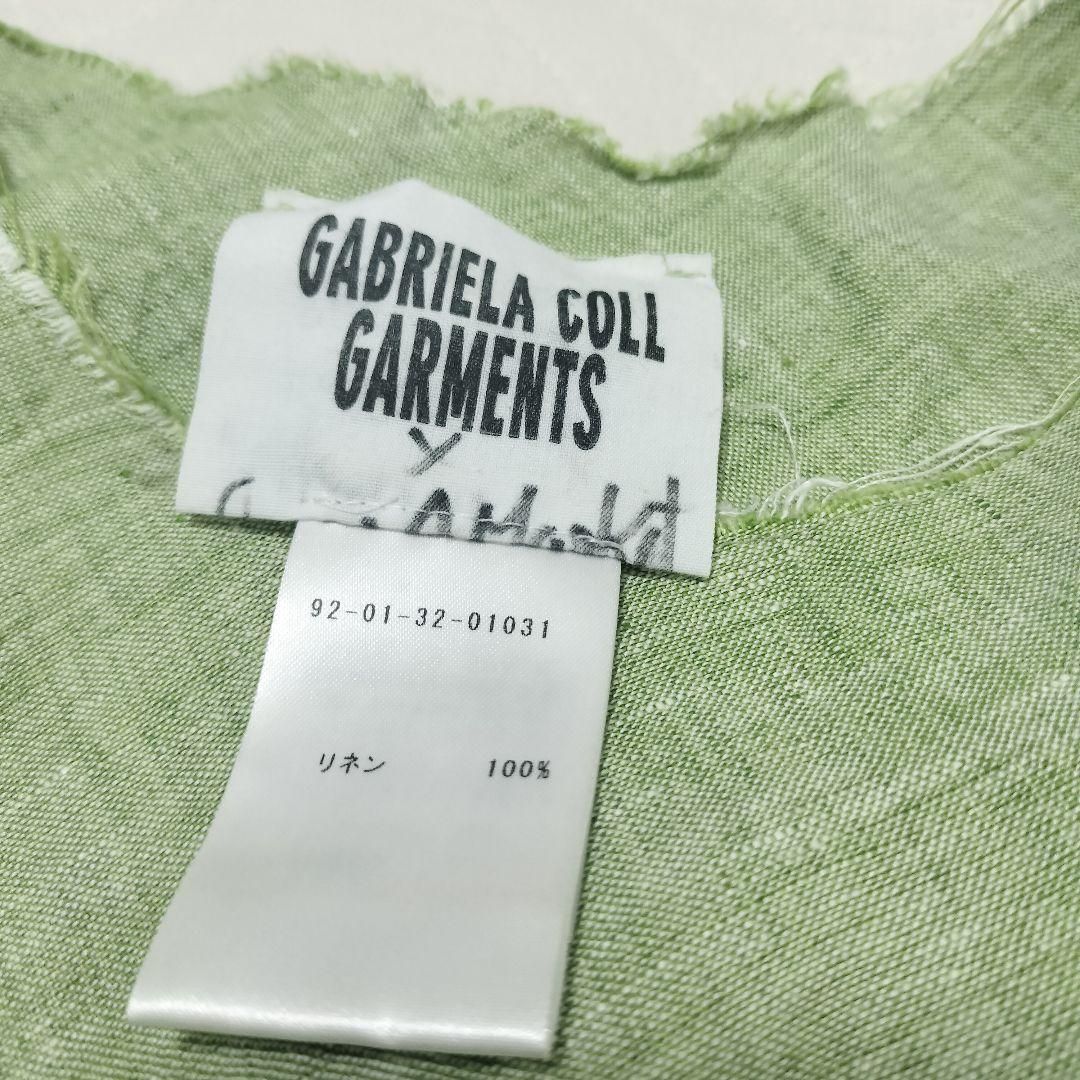 GABRIELA COLL
GARMENTS
Y
92-01-32-01031
リネン 100%